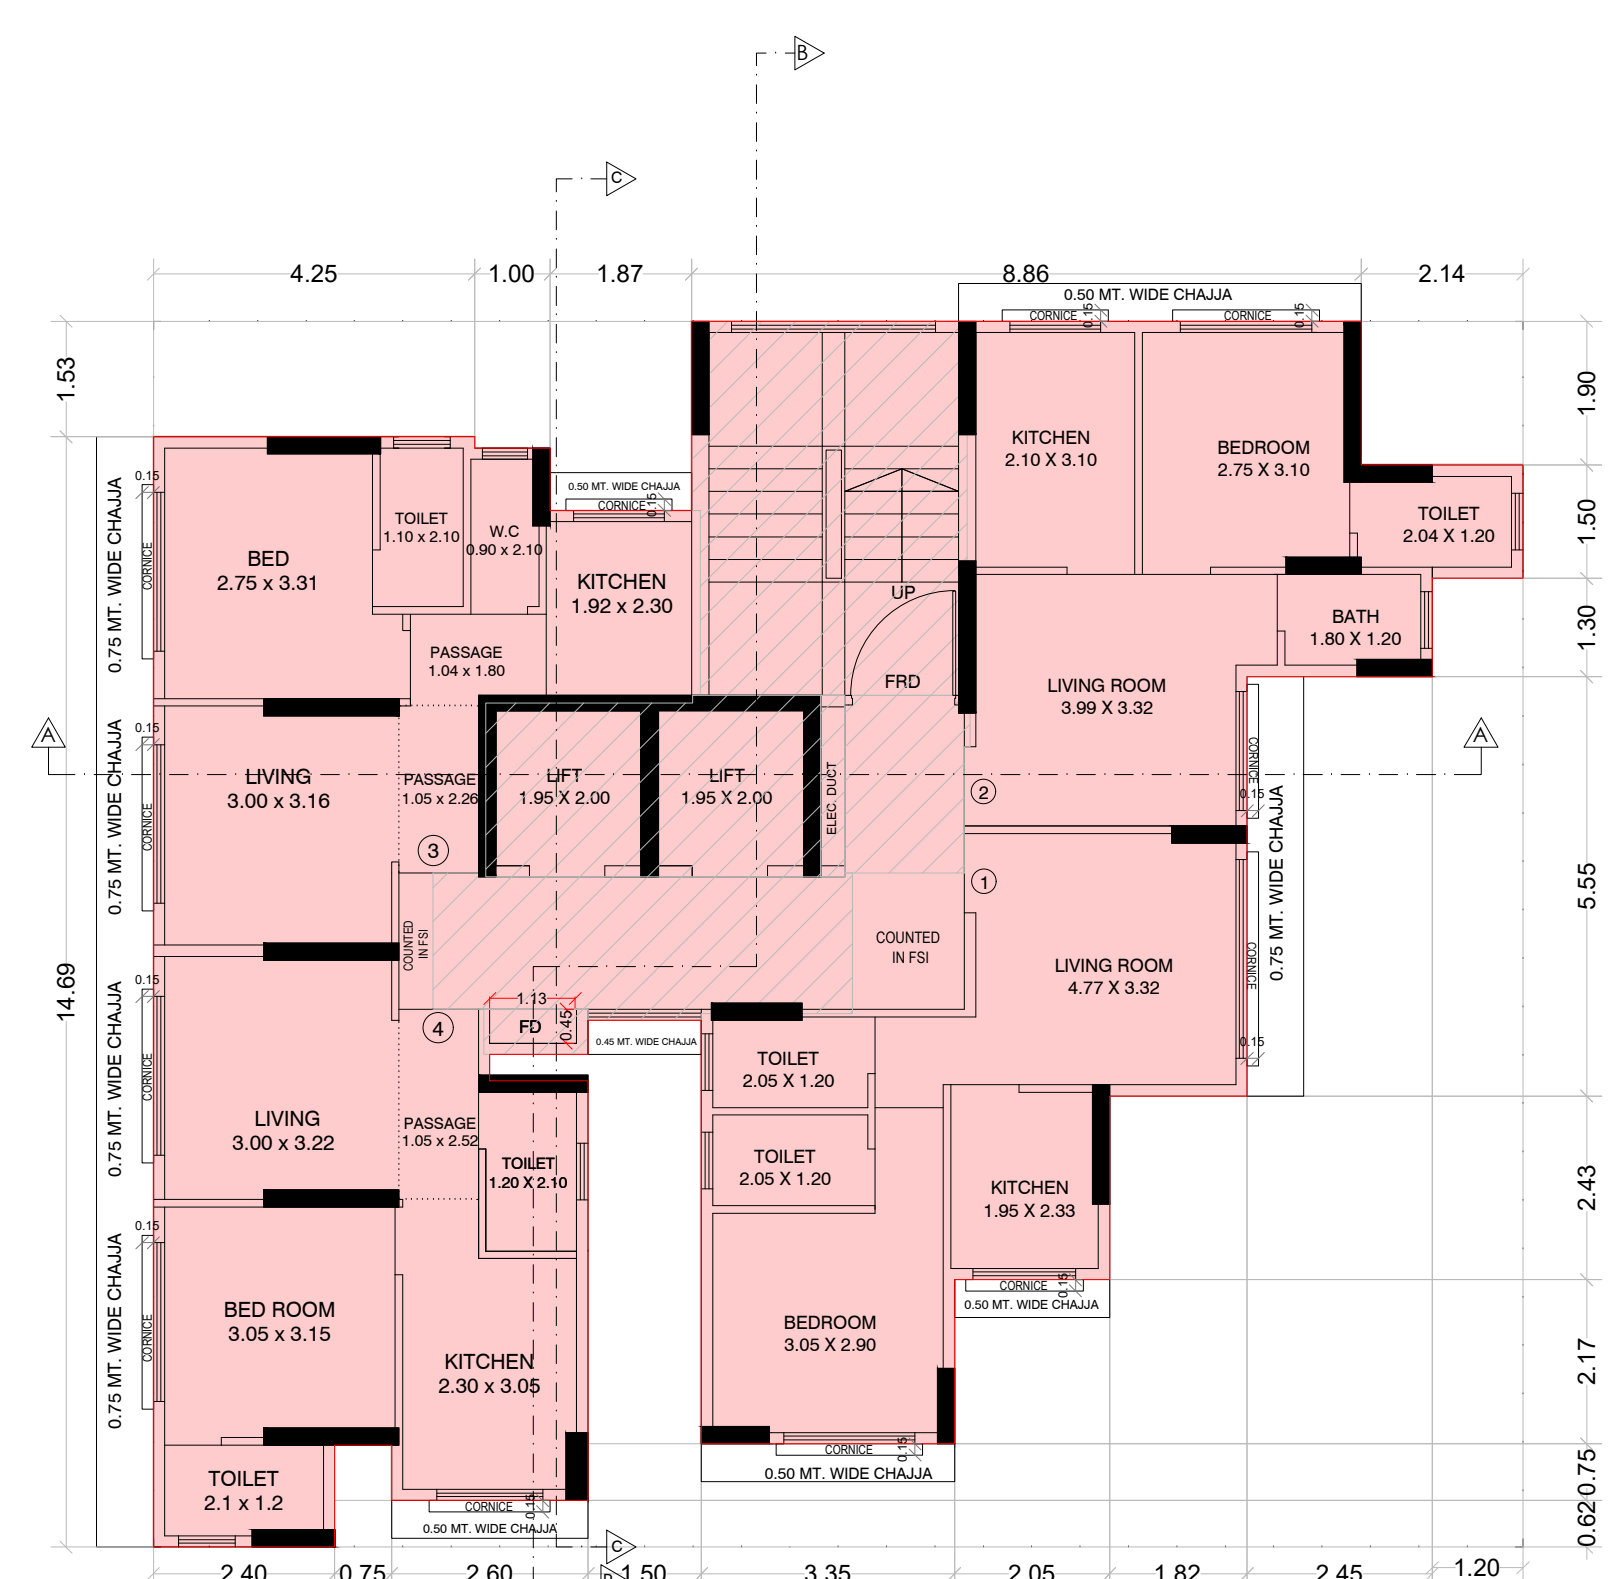 B
C
4.25
1.00
1.87
8.86
2.14
0.50 MT. WIDE CHAJJA
CORNICE
0.15
CORNICE
0.15
1.53
1.90
KITCHEN
2.10 X 3.10
BEDROOM
2.75 X 3.10
0.15
0.50 MT. WIDE CHAJJA
CORNICE
0.15
TOILET
1.10 x 2.10
W.C
0.90 x 2.10
TOILET
2.04 X 1.20
1.50
0.75 MT. WIDE CHAJJA
CORNICE
BED
2.75 x 3.31
KITCHEN
1.92 x 2.30
UP
BATH
1.80 X 1.20
1.30
PASSAGE
1.04 x 1.80
FRD
LIVING ROOM
3.99 X 3.32
A
0.15
A
0.75 MT. WIDE CHAJJA
CORNICE
LIVING
3.00 x 3.16
PASSAGE
1.05 x 2.26
LIFT
1.95 X 2.00
LIFT
1.95 X 2.00
ELEC. DUCT
2
CORNICE
0.15
0.75 MT. WIDE CHAJJA
3
1
5.55
COUNTED
IN FSI
COUNTED
IN FSI
LIVING ROOM
4.77 X 3.32
CORNICE
0.15
14.69
0.15
1.13
FD
0.45
4
0.45 MT. WIDE CHAJJA
TOILET
2.05 X 1.20
0.75 MT. WIDE CHAJJA
CORNICE
LIVING
3.00 x 3.22
PASSAGE
1.05 x 2.52
TOILET
1.20 X 2.10
TOILET
2.05 X 1.20
KITCHEN
1.95 X 2.33
2.43
0.15
CORNICE
0.15
0.50 MT. WIDE CHAJJA
0.75 MT. WIDE CHAJJA
CORNICE
BED ROOM
3.05 x 3.15
KITCHEN
2.30 x 3.05
BEDROOM
3.05 X 2.90
2.17
CORNICE
0.15
0.50 MT. WIDE CHAJJA
0.75
TOILET
2.1 x 1.2
CORNICE
0.15
0.50 MT. WIDE CHAJJA
0.62
C
B
2.40
0.75
2.60
1.50
3.35
2.05
1.82
2.45
1.20